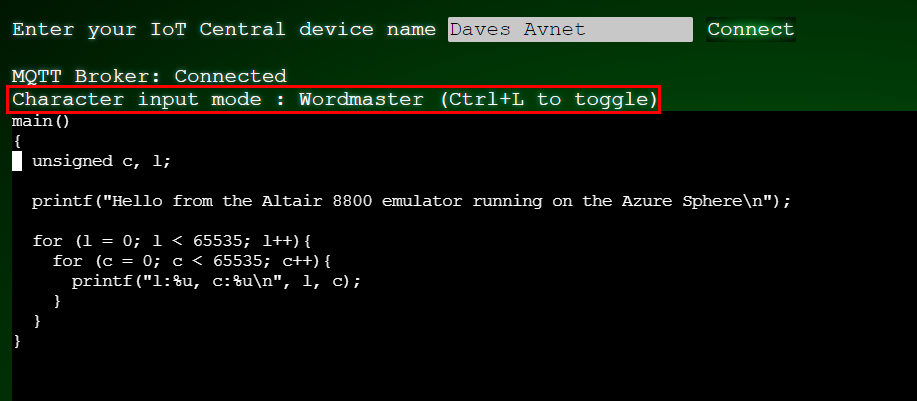 Enter your IoT Central device name Daves Avnet Connect
MQTT Broker: Connected
Character input mode : Wordmaster (Ctrl+L to toggle)
main()
{
  unsigned c, l;
  printf("Hello from the Altair 8800 emulator running on the Azure Sphere\n");
  for (l = 0; l < 65535; l++){
    for (c = 0; c < 65535; c++){
      printf("l:%u, c:%u\n", l, c);
    }
  }
}